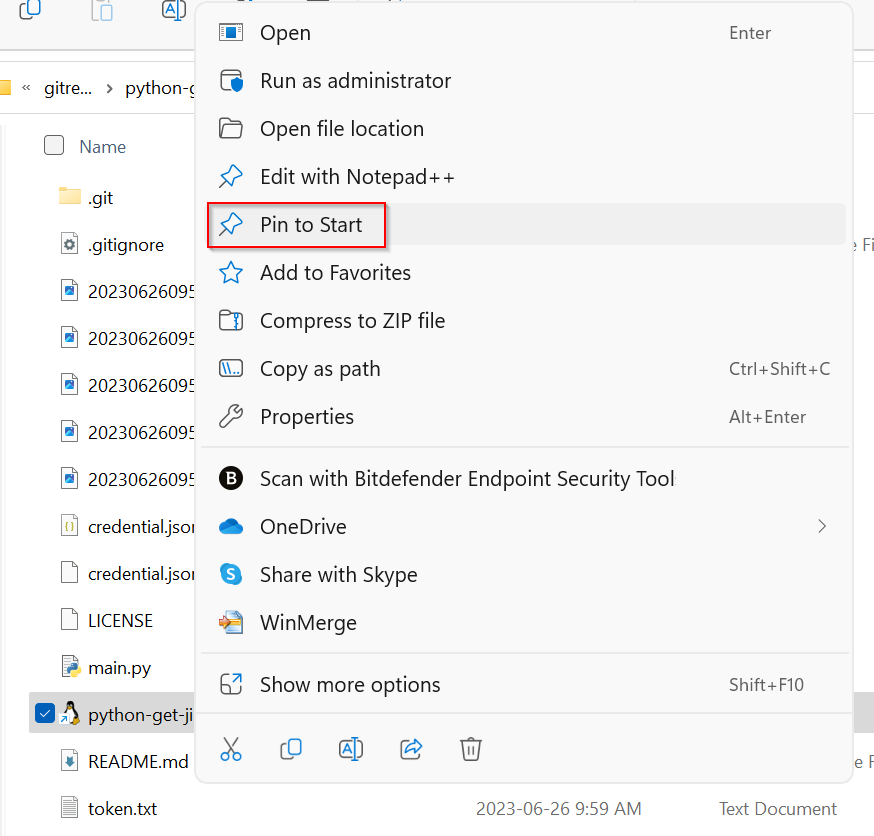 Open Enter
« gitre... > python-g
Run as administrator
Open file location
Name
Edit with Notepad++
.git
Pin to Start
.gitignore
e Fi
Add to Favorites
20230626095
Compress to ZIP file
20230626095
Copy as path Ctrl+Shift+C
20230626095
Properties Alt+Enter
20230626095
20230626095
Scan with Bitdefender Endpoint Security Tool
credential.json
OneDrive
credential.json
Share with Skype
LICENSE
WinMerge
main.py
Show more options Shift+F10
python-get-ji
README.md
e F
token.txt 2023-06-26 9:59 AM Text Document